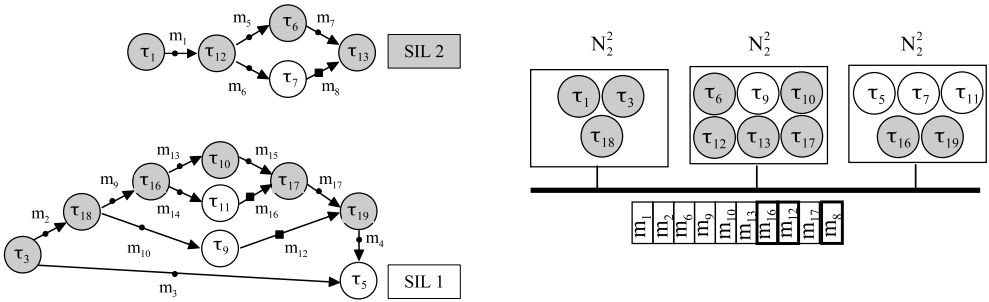 τ1 m1 τ12 m5 τ6 m7 τ13 SIL 2
m6 τ7 m8
m13 τ10 m15
m9 τ16 τ17 m17
m14 τ11 m16
m2 τ18 τ19
τ3 m10 τ9 m12 m4
m3 τ5 SIL 1
N₂² N₂² N₂²
τ1 τ3 τ6 τ9 τ10 τ5 τ7 τ11
τ18 τ12 τ13 τ17 τ16 τ19
m1 m2 m6 m9 m10 m13 m16 m12 m17 m8